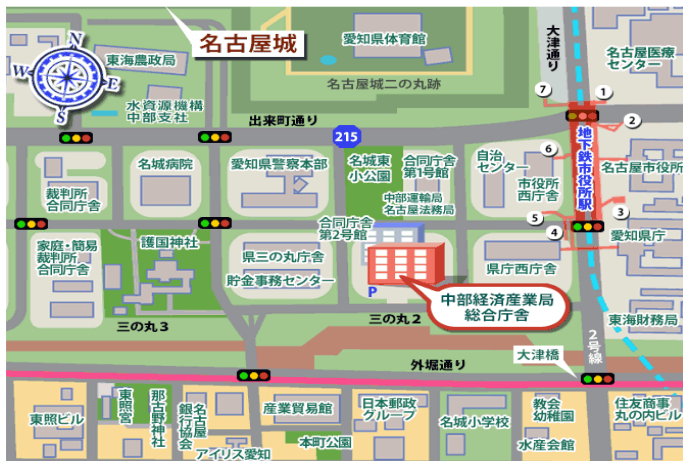 名古屋城
N
W
E
S
東海農政局
水資源機構
中部支社
愛知県体育館
名古屋城二の丸跡
大津通り
名古屋医療
センター
7
1
2
出来町通り
215
地下鉄市役所駅
裁判所
合同庁舎
名城病院
愛知県警察本部
名城東
小公園
合同庁舎
第1号館
中部運輸局
名古屋法務局
自治
センター
6
市役所
西庁舎
名古屋市役所
5
4
3
家庭・簡易
裁判所
合同庁舎
護国神社
県三の丸庁舎
貯金事務センター
合同庁舎
第2号館
P
県庁西庁舎
愛知県庁
中部経済産業局
総合庁舎
三の丸3
三の丸2
東海財務局
2号線
外堀通り
大津橋
東照ビル
東照宮
那古野神社
名古屋
銀行協会
アイリス愛知
産業貿易館
本町公園
日本郵政
グループ
名城小学校
教会
幼稚園
水産会館
住友商事
丸の内ビル